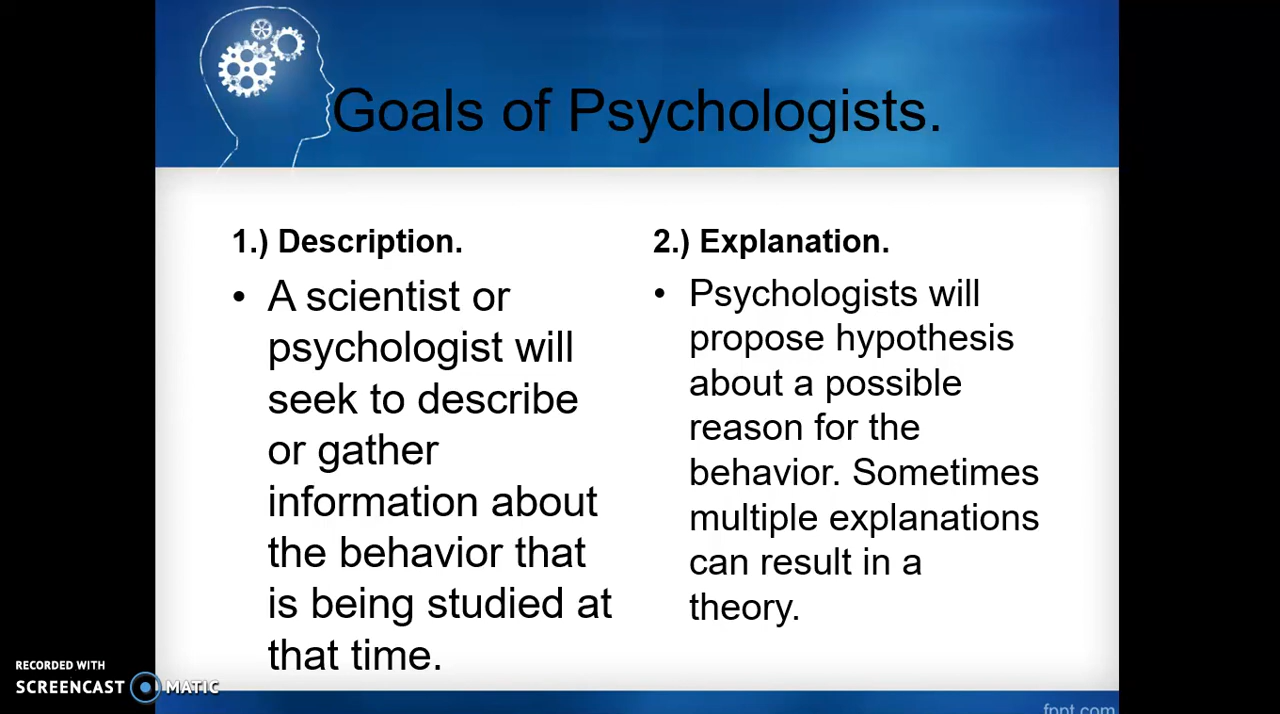 Goals of Psychologists.
1.) Description.
• A scientist or
psychologist will
seek to describe
or gather
information about
the behavior that
is being studied at
that time.
2.) Explanation.
• Psychologists will
propose hypothesis
about a possible
reason for the
behavior. Sometimes
multiple explanations
can result in a
theory.
RECORDED WITH
SCREENCAST MATIC
fppt.com